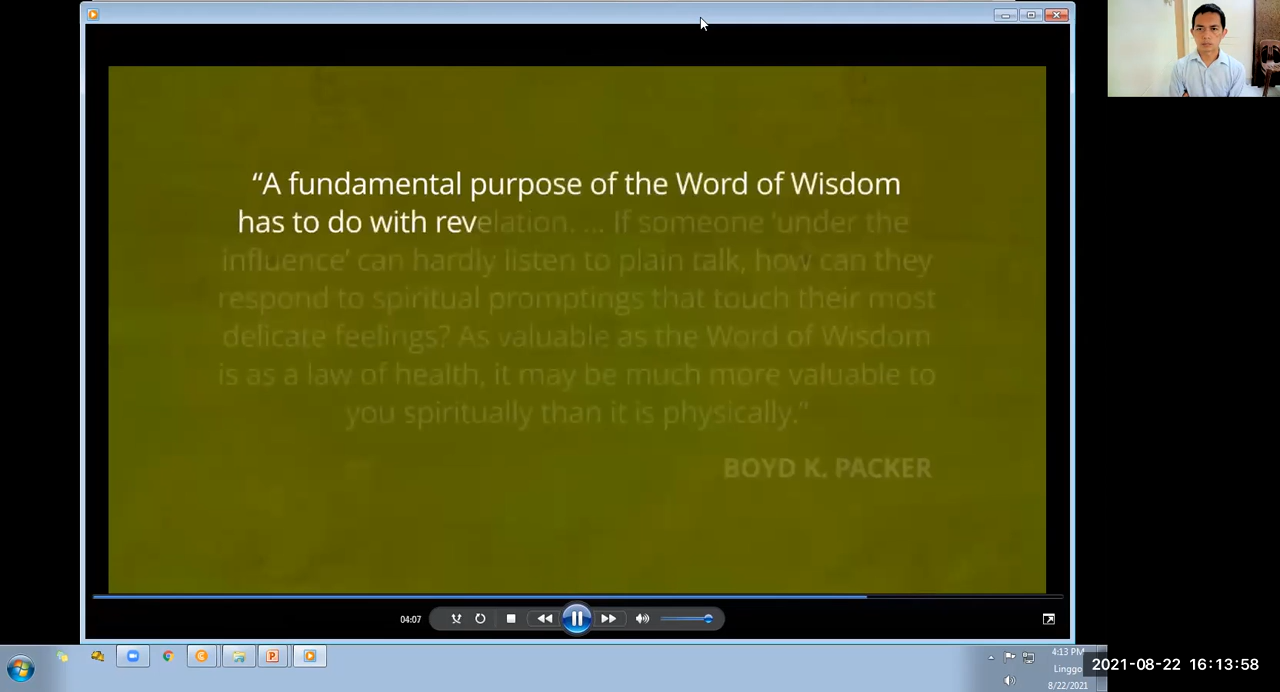 “A fundamental purpose of the Word of Wisdom
has to do with revelation. ... If someone ‘under the
influence’ can hardly listen to plain talk, how can they
respond to spiritual promptings that touch their most
delicate feelings? As valuable as the Word of Wisdom
is as a law of health, it may be much more valuable to
you spiritually than it is physically.”
BOYD K. PACKER
04:07
4:13 PM
Linggo
8/22/2021
2021-08-22 16:13:58